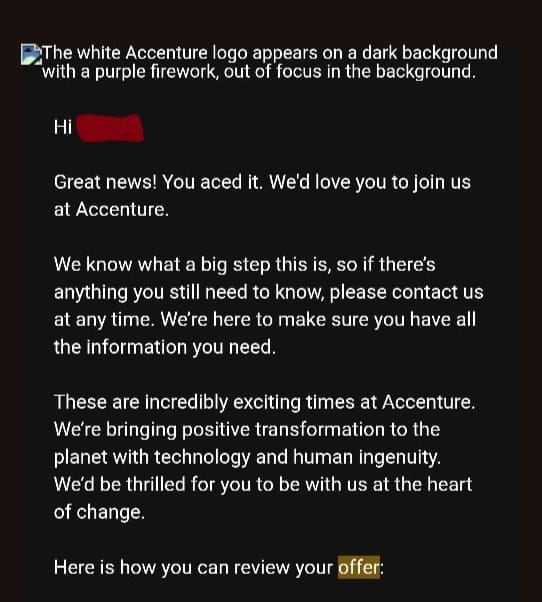 The white Accenture logo appears on a dark background
with a purple firework, out of focus in the background.
Hi
Great news! You aced it. We'd love you to join us
at Accenture.
We know what a big step this is, so if there's
anything you still need to know, please contact us
at any time. We're here to make sure you have all
the information you need.
These are incredibly exciting times at Accenture.
We're bringing positive transformation to the
planet with technology and human ingenuity.
We'd be thrilled for you to be with us at the heart
of change.
Here is how you can review your offer: